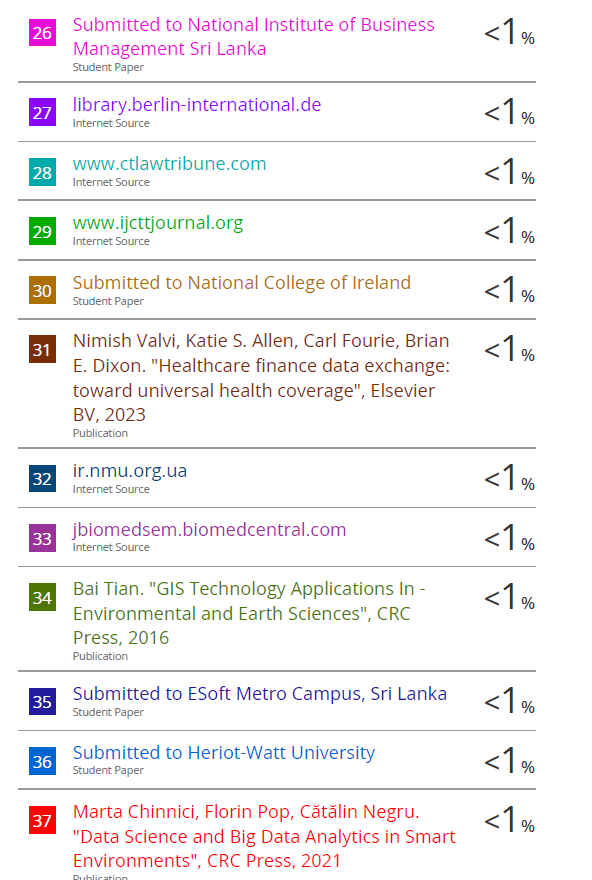 26
Submitted to National Institute of Business
Management Sri Lanka
Student Paper
<1%
27
library.berlin-international.de
Internet Source
<1%
28
www.ctlawtribune.com
Internet Source
<1%
29
www.ijcttjournal.org
Internet Source
<1%
30
Submitted to National College of Ireland
Student Paper
<1%
31
Nimish Valvi, Katie S. Allen, Carl Fourie, Brian
E. Dixon. "Healthcare finance data exchange:
toward universal health coverage", Elsevier
BV, 2023
Publication
<1%
32
ir.nmu.org.ua
Internet Source
<1%
33
jbiomedsem.biomedcentral.com
Internet Source
<1%
34
Bai Tian. "GIS Technology Applications In -
Environmental and Earth Sciences", CRC
Press, 2016
Publication
<1%
35
Submitted to ESoft Metro Campus, Sri Lanka
Student Paper
<1%
36
Submitted to Heriot-Watt University
Student Paper
<1%
37
Marta Chinnici, Florin Pop, Cătălin Negru.
"Data Science and Big Data Analytics in Smart
Environments", CRC Press, 2021
Publication
<1%